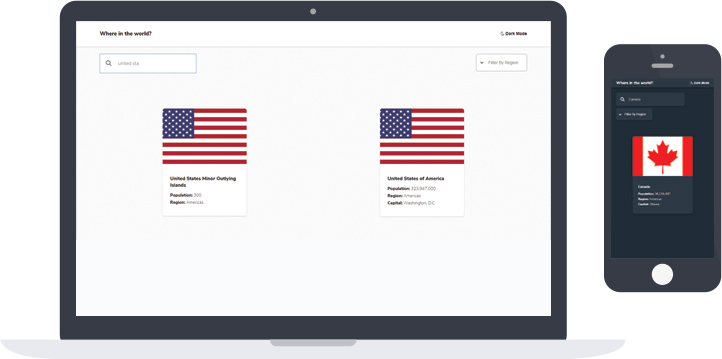 Where in the world?
Dark Mode
united sta
Filter By Region
United States Minor Outlying
Islands
Population: 300
Region: Americas
United States of America
Population: 323,947,000
Region: Americas
Capital: Washington, D.C.
Where in the world?
Dark Mode
Canada
Filter By Region
Canada
Population:
Region: Americas
Capital: Ottawa